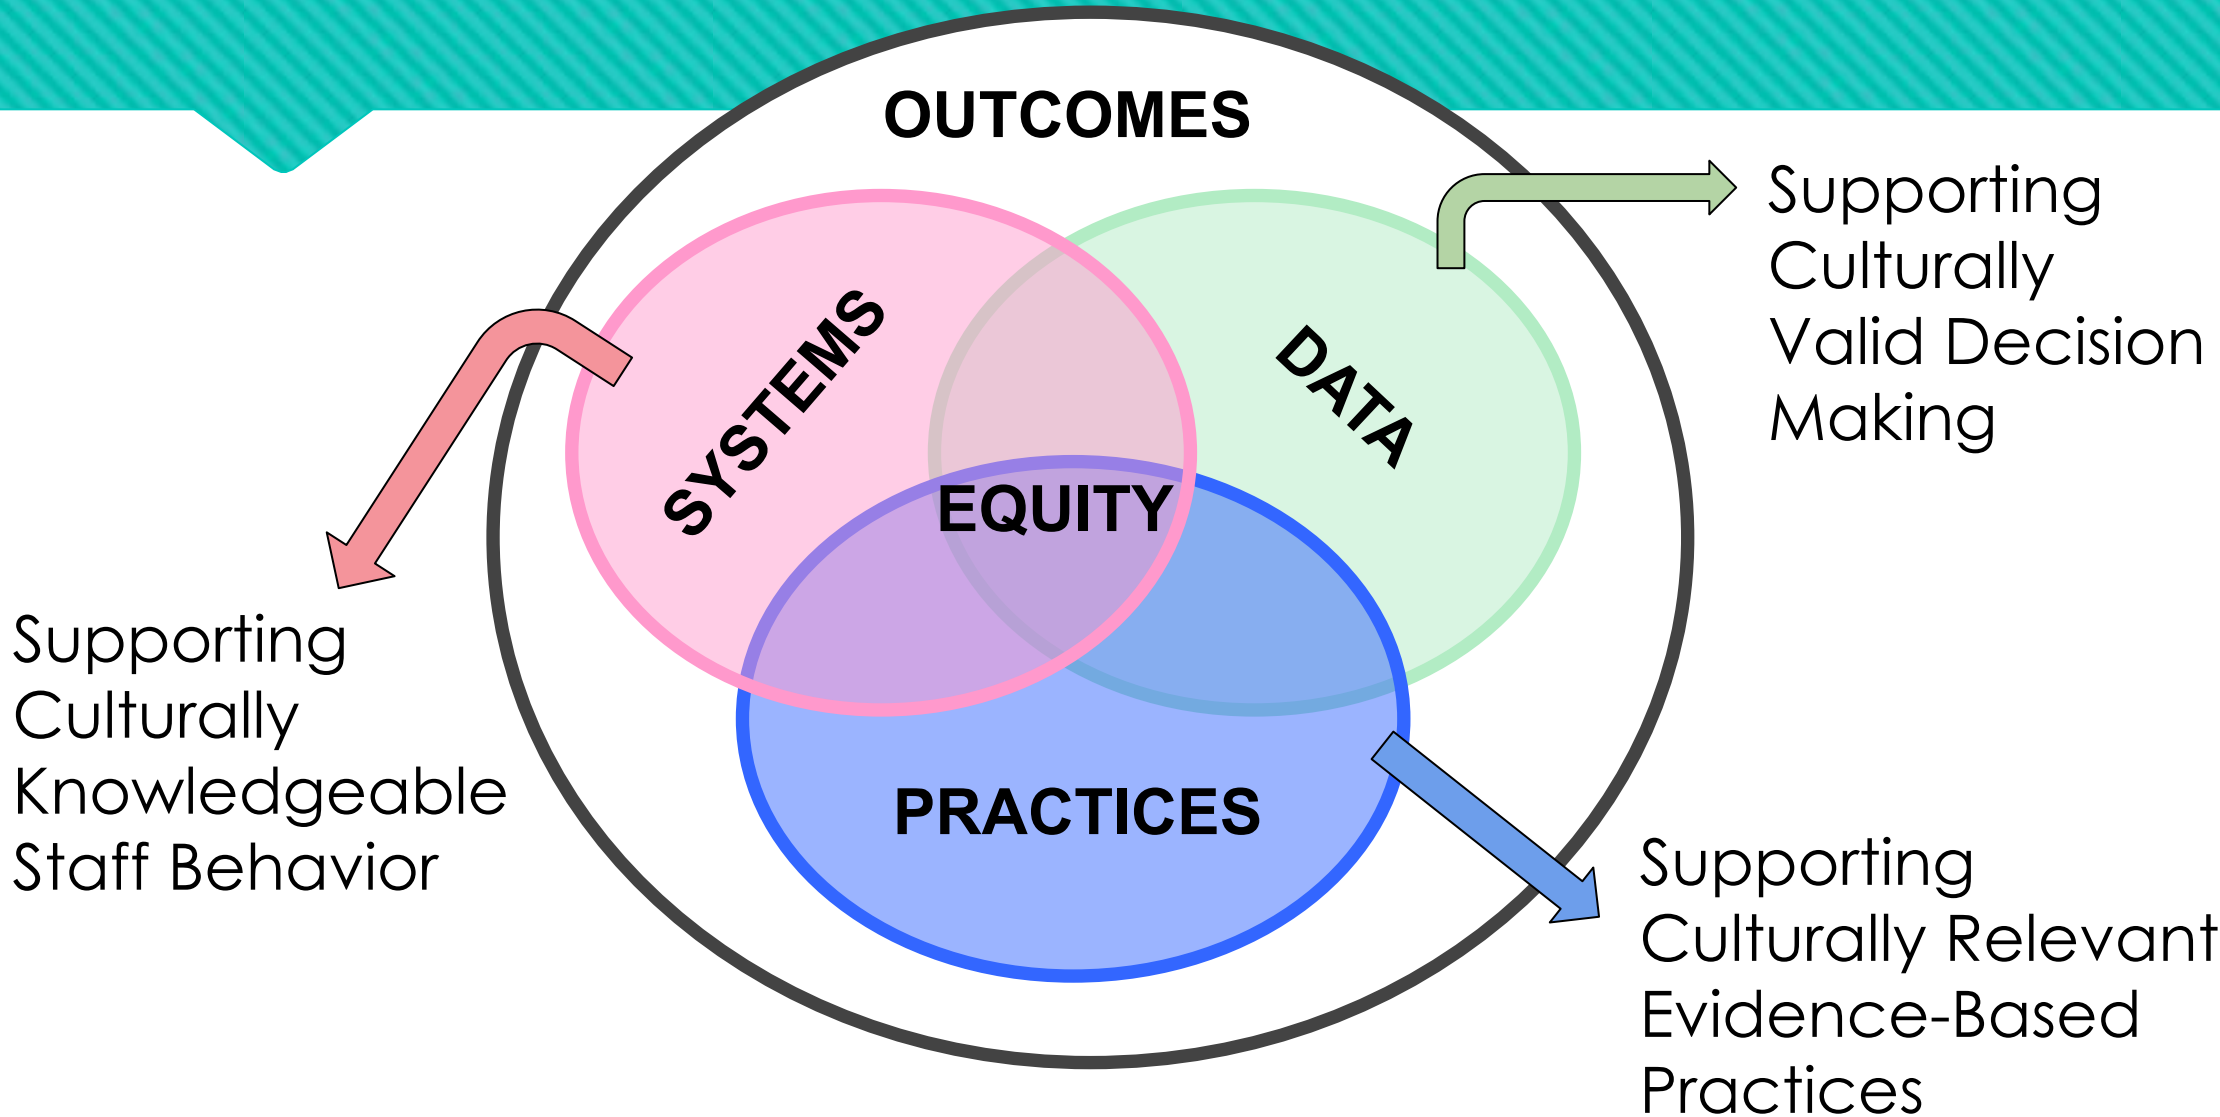 OUTCOMES
SYSTEMS
DATA
EQUITY
PRACTICES
Supporting
Culturally
Valid Decision
Making
Supporting
Culturally
Knowledgeable
Staff Behavior
Supporting
Culturally Relevant
Evidence-Based
Practices